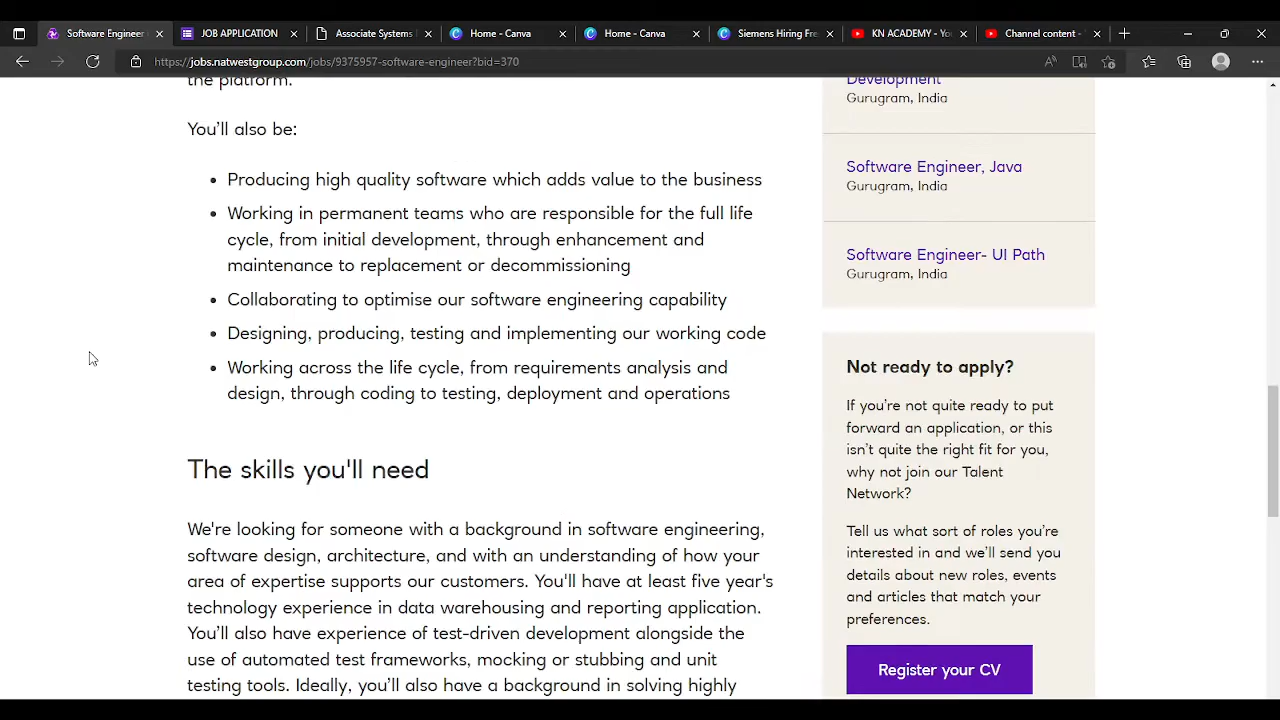 Software Engineer
JOB APPLICATION
Associate Systems
Home - Canva
Home - Canva
Siemens Hiring Fre
KN ACADEMY - You
Channel content -
https://jobs.natwestgroup.com/jobs/9375957-software-engineer?bid=370
the platform.
You'll also be:
• Producing high quality software which adds value to the business
• Working in permanent teams who are responsible for the full life
cycle, from initial development, through enhancement and
maintenance to replacement or decommissioning
• Collaborating to optimise our software engineering capability
• Designing, producing, testing and implementing our working code
• Working across the life cycle, from requirements analysis and
design, through coding to testing, deployment and operations
The skills you'll need
We're looking for someone with a background in software engineering,
software design, architecture, and with an understanding of how your
area of expertise supports our customers. You'll have at least five year's
technology experience in data warehousing and reporting application.
You'll also have experience of test-driven development alongside the
use of automated test frameworks, mocking or stubbing and unit
testing tools. Ideally, you'll also have a background in solving highly
Development
Gurugram, India
Software Engineer, Java
Gurugram, India
Software Engineer- UI Path
Gurugram, India
Not ready to apply?
If you're not quite ready to put
forward an application, or this
isn't quite the right fit for you,
why not join our Talent
Network?
Tell us what sort of roles you're
interested in and we'll send you
details about new roles, events
and articles that match your
preferences.
Register your CV